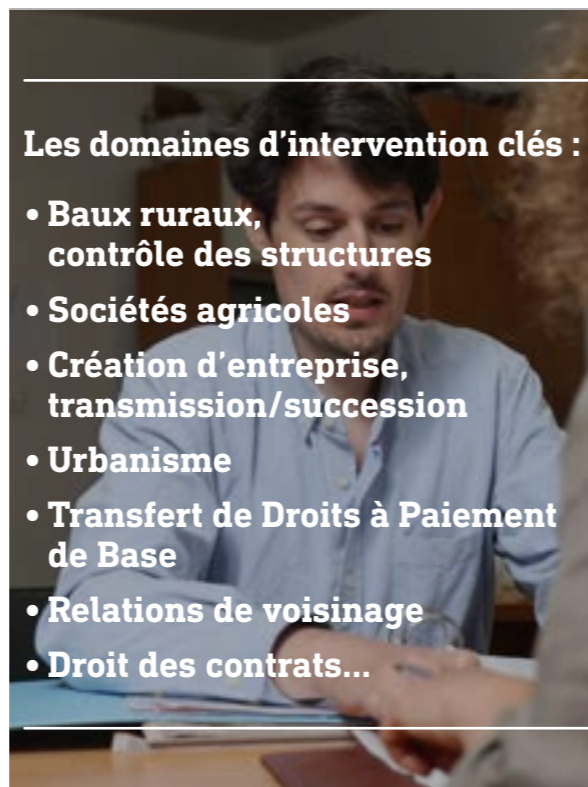 Les domaines d’intervention clés :
• Baux ruraux,
contrôle des structures
• Sociétés agricoles
• Création d’entreprise,
transmission/succession
• Urbanisme
• Transfert de Droits à Paiement
de Base
• Relations de voisinage
• Droit des contrats...